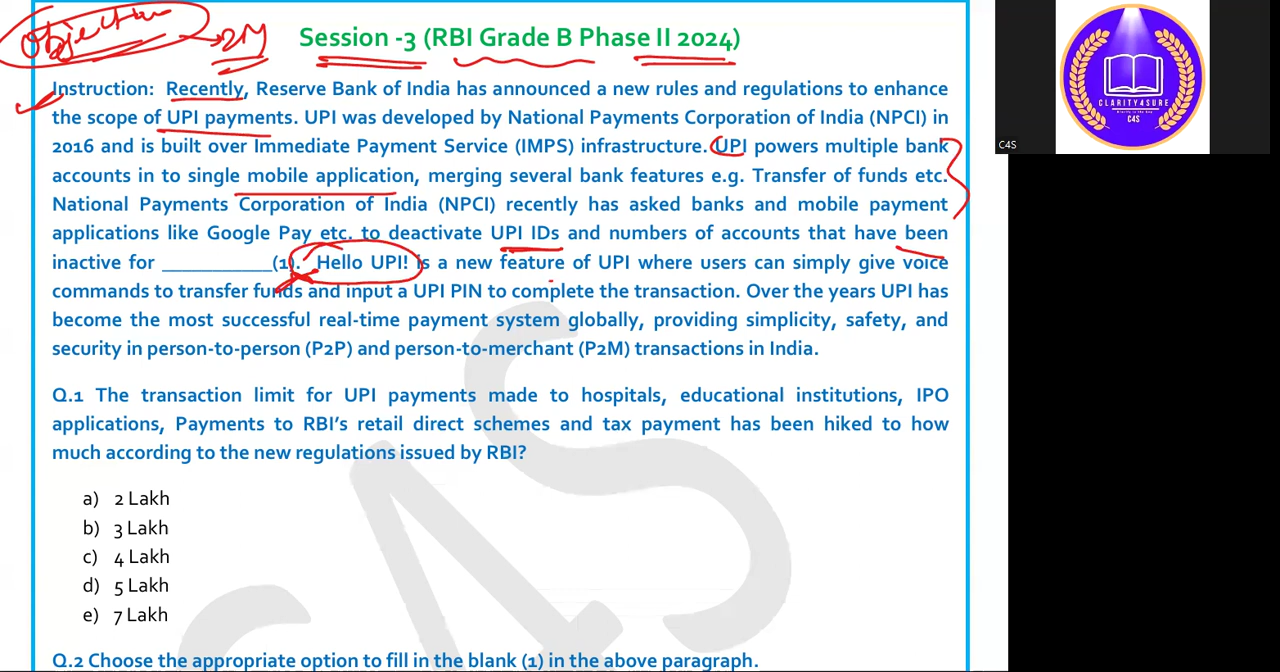 Objective → 2M
Session -3 (RBI Grade B Phase II 2024)
Instruction: Recently, Reserve Bank of India has announced a new rules and regulations to enhance
the scope of UPI payments. UPI was developed by National Payments Corporation of India (NPCI) in
2016 and is built over Immediate Payment Service (IMPS) infrastructure. UPI powers multiple bank
accounts in to single mobile application, merging several bank features e.g. Transfer of funds etc.
National Payments Corporation of India (NPCI) recently has asked banks and mobile payment
applications like Google Pay etc. to deactivate UPI IDs and numbers of accounts that have been
inactive for ____________(1). Hello UPI! is a new feature of UPI where users can simply give voice
commands to transfer funds and input a UPI PIN to complete the transaction. Over the years UPI has
become the most successful real-time payment system globally, providing simplicity, safety, and
security in person-to-person (P2P) and person-to-merchant (P2M) transactions in India.
Q.1 The transaction limit for UPI payments made to hospitals, educational institutions, IPO
applications, Payments to RBI's retail direct schemes and tax payment has been hiked to how
much according to the new regulations issued by RBI?
a) 2 Lakh
b) 3 Lakh
c) 4 Lakh
d) 5 Lakh
e) 7 Lakh
Q.2 Choose the appropriate option to fill in the blank (1) in the above paragraph.
C4S
CLARITY4SURE
C4S
C4S